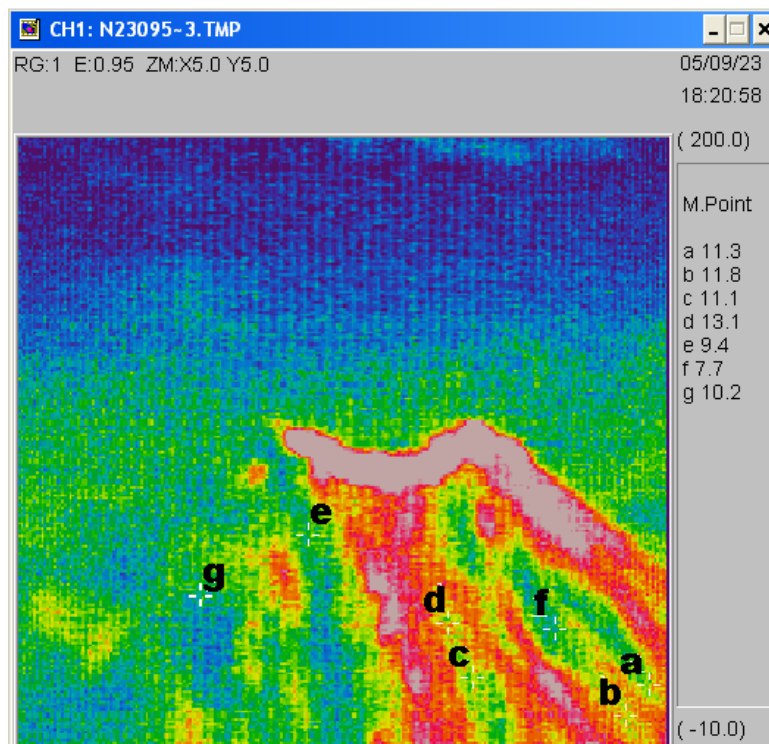 CH1: N23095~3.TMP
RG:1 E:0.95 ZM:X5.0 Y5.0
05/09/23
18:20:58
( 200.0)
M.Point
a 11.3
b 11.8
c 11.1
d 13.1
e 9.4
f 7.7
g 10.2
e
g
d
f
c
a
b
( -10.0)